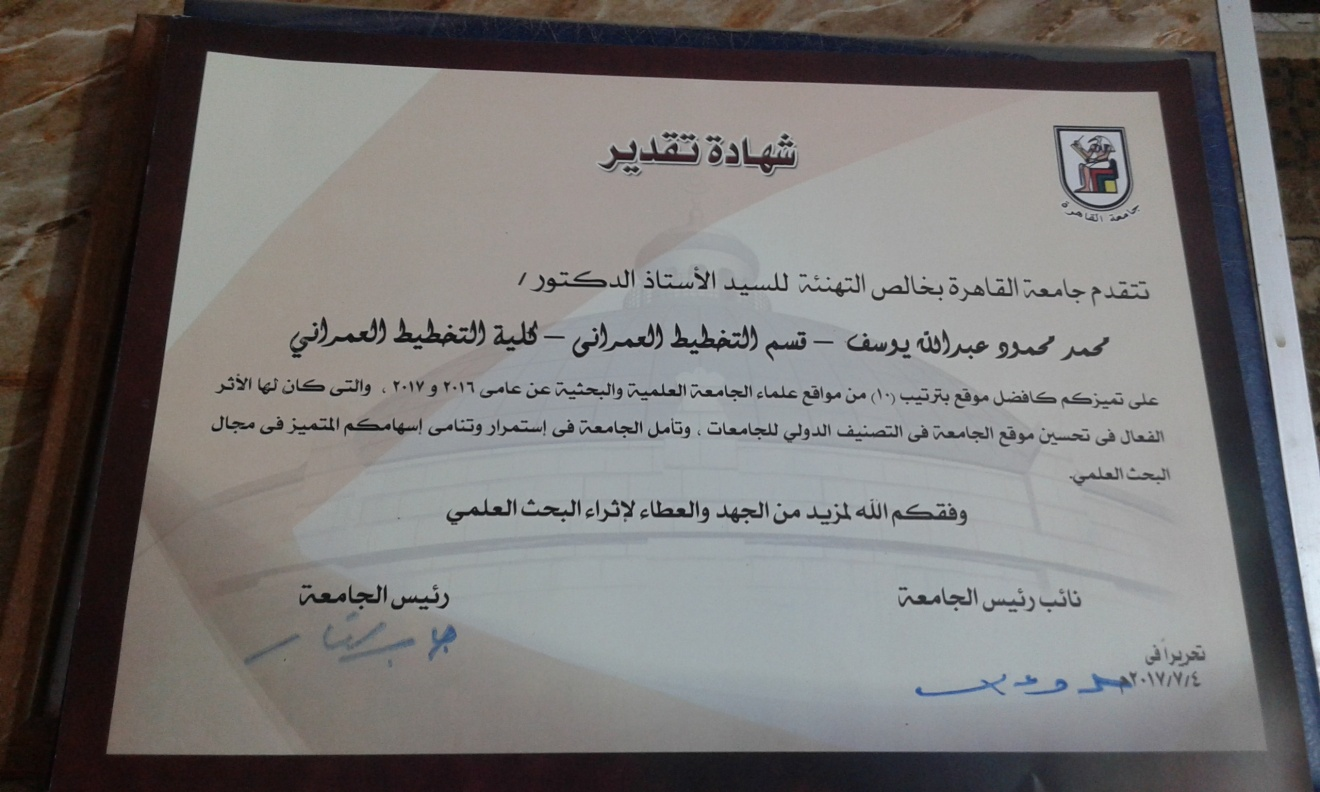 شهادة تقدير
جامعة القاهرة
تتقدم جامعة القاهرة بخالص التهنئة للسيد الأستاذ الدكتور /
محمد محمود عبدالله يوسف – قسم التخطيط العمرانى – كلية التخطيط العمراني
على تميزكم كافضل موقع بترتيب (١٠) من مواقع علماء الجامعة العلمية والبحثية عن عامى ٢٠١٦ و ٢٠١٧ ، والتى كان لها الأثر
الفعال فى تحسين موقع الجامعة فى التصنيف الدولي للجامعات ، وتأمل الجامعة فى إستمرار وتنامى إسهامكم المتميز فى مجال
البحث العلمي.
وفقكم الله لمزيد من الجهد والعطاء لإثراء البحث العلمي
نائب رئيس الجامعة
رئيس الجامعة
تحريراً فى
٢٠١٧/٧/٤